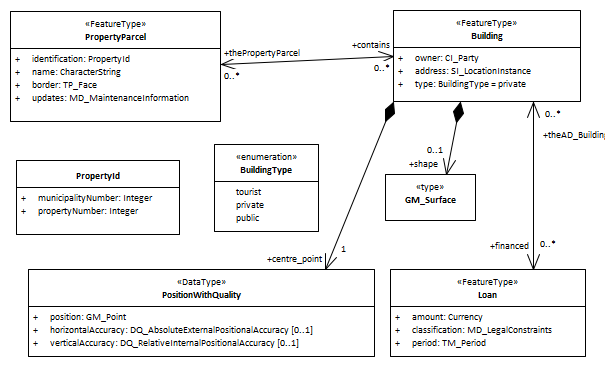 «FeatureType»
PropertyParcel
+ identification: PropertyId
+ name: CharacterString
+ border: TP_Face
+ updates: MD_MaintenanceInformation
+thePropertyParcel
0..*
+contains
0..*
«FeatureType»
Building
+ owner: CI_Party
+ address: SI_LocationInstance
+ type: BuildingType = private
PropertyId
+ municipalityNumber: Integer
+ propertyNumber: Integer
«enumeration»
BuildingType
tourist
private
public
0..1
+shape
«type»
GM_Surface
0..*
+theAD_Building
1
+centre_point
+financed
0..*
«DataType»
PositionWithQuality
+ position: GM_Point
+ horizontalAccuracy: DQ_AbsoluteExternalPositionalAccuracy [0..1]
+ verticalAccuracy: DQ_RelativeInternalPositionalAccuracy [0..1]
«FeatureType»
Loan
+ amount: Currency
+ classification: MD_LegalConstraints
+ period: TM_Period